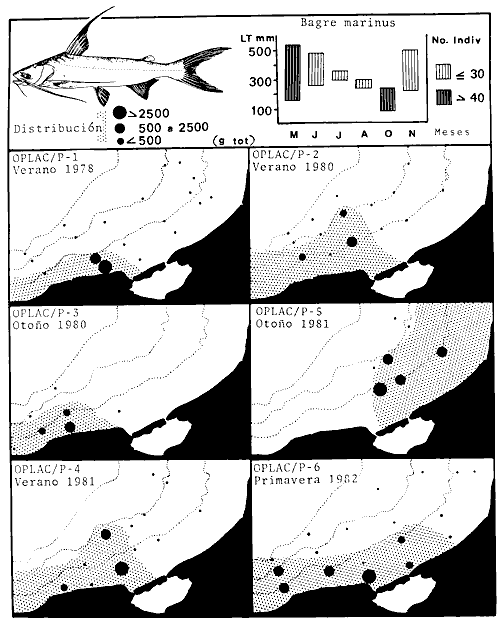 Bagre marinus
LT mm
500
300
100
M J J A O N
Meses
No. Indiv
≤ 30
> 40
Distribución
>2500
500 a 2500
<500
(g tot)
OPLAC/P-1
Verano 1978
OPLAC/P-2
Verano 1980
OPLAC/P-3
Otoño 1980
OPLAC/P-5
Otoño 1981
OPLAC/P-4
Verano 1981
OPLAC/P-6
Primavera 1982